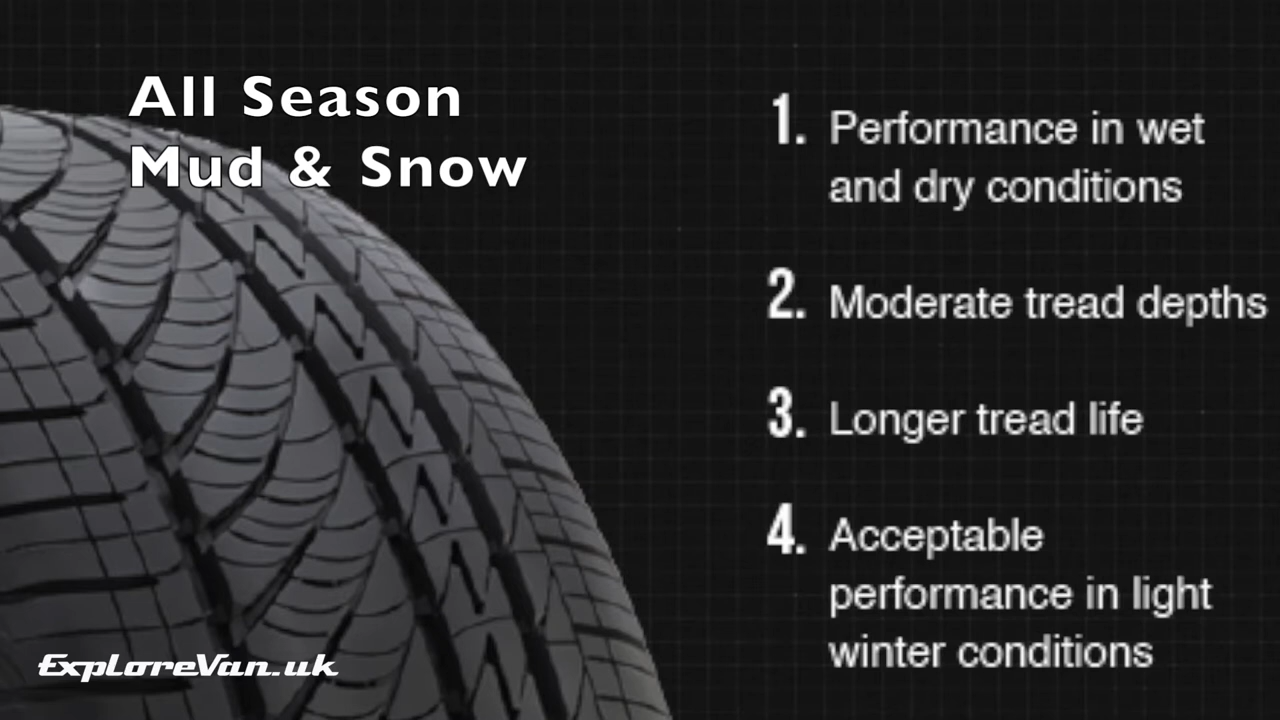 All Season
Mud & Snow
1. Performance in wet
and dry conditions
2. Moderate tread depths
3. Longer tread life
4. Acceptable
performance in light
winter conditions
ExploreVan.uk